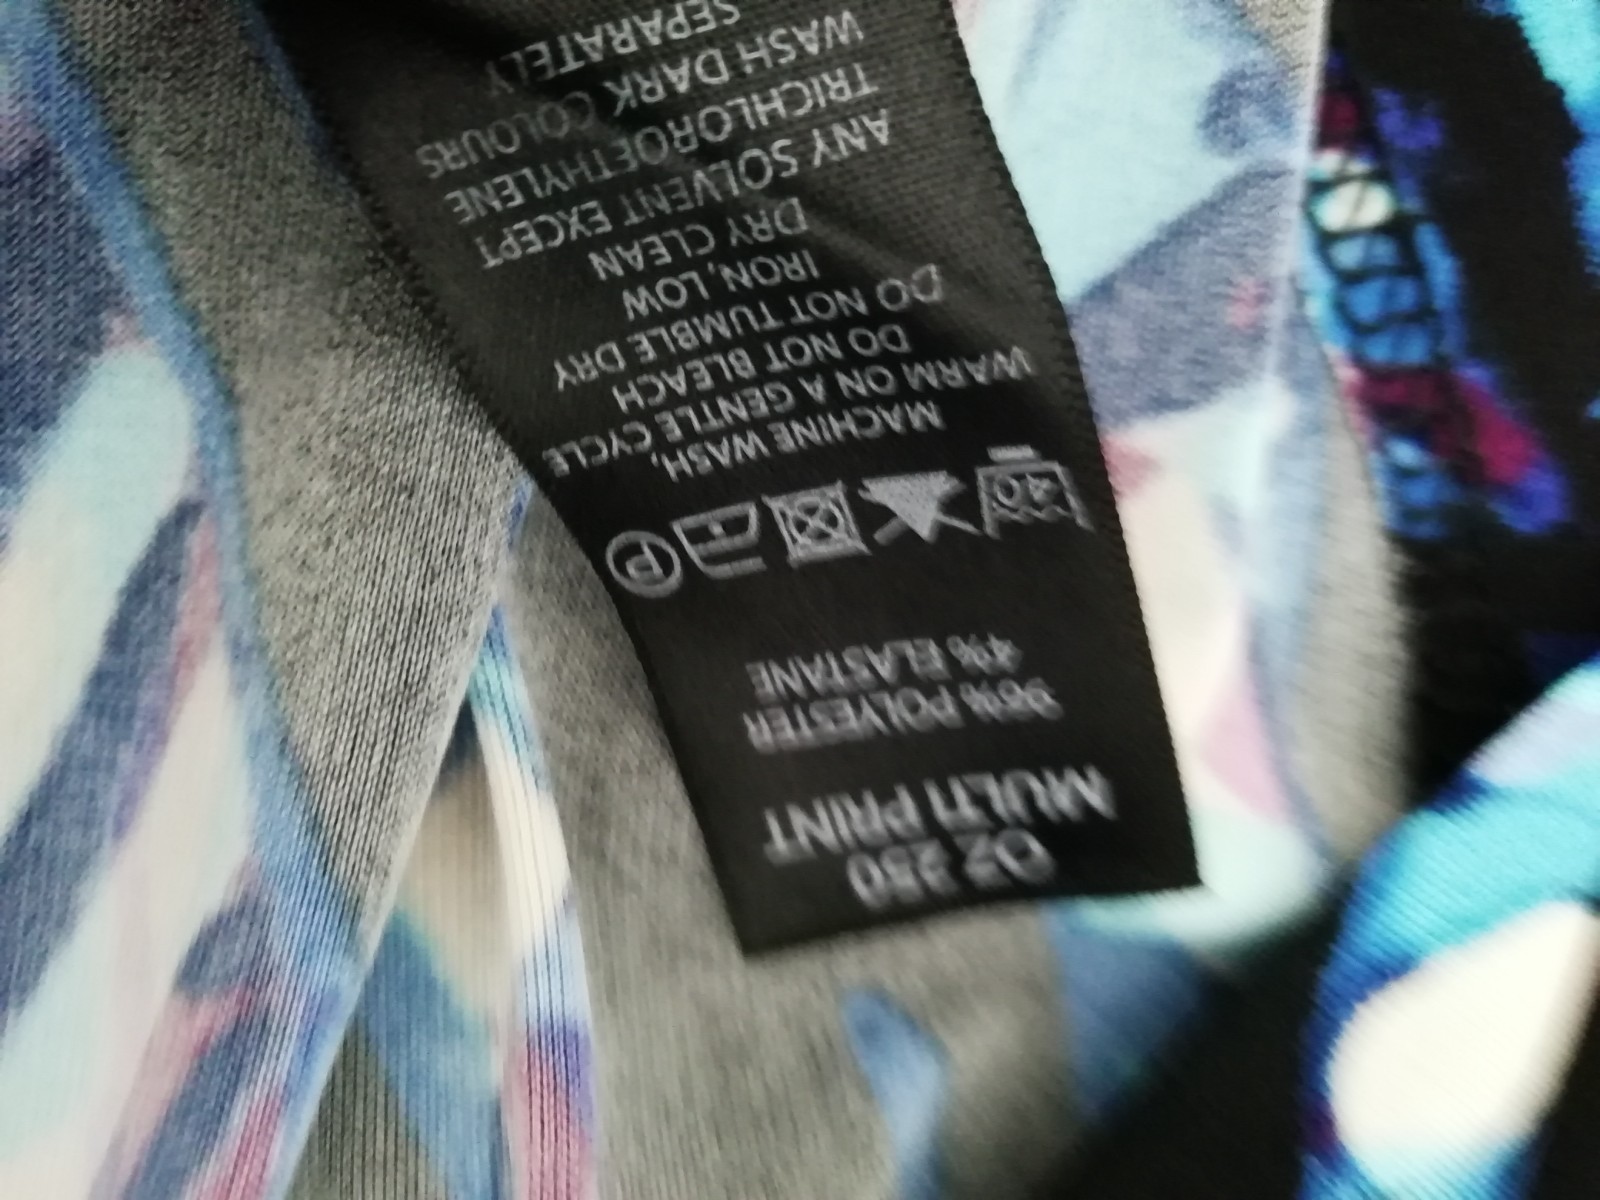 OZ 250
MULTI PRINT
96% POLYESTER
4% ELASTANE
40
P
MACHINE WASH,
WARM ON A GENTLE CYCLE
DO NOT BLEACH
DO NOT TUMBLE DRY
IRON, LOW
DRY CLEAN
ANY SOLVENT EXCEPT
TRICHLOROETHYLENE
WASH DARK COLOURS
SEPARATELY